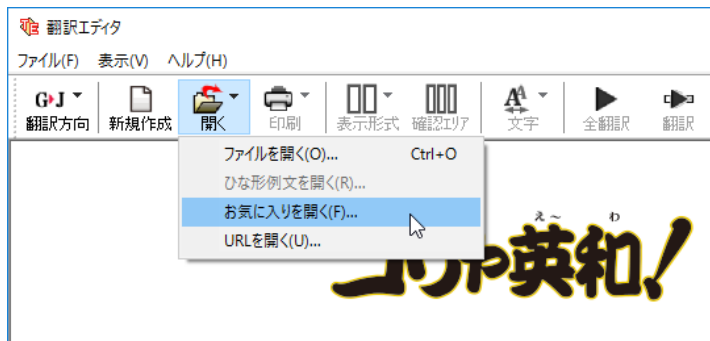 翻訳エディタ
ファイル(F) 表示(V) ヘルプ(H)
G▸J
翻訳方向 新規作成 開く 印刷 表示形式 確認エリア 文字 全翻訳 翻訳
ファイルを開く(O)... Ctrl+O
ひな形例文を開く(R)...
お気に入りを開く(F)...
URLを開く(U)...
え〜 わ
コリャ英和!